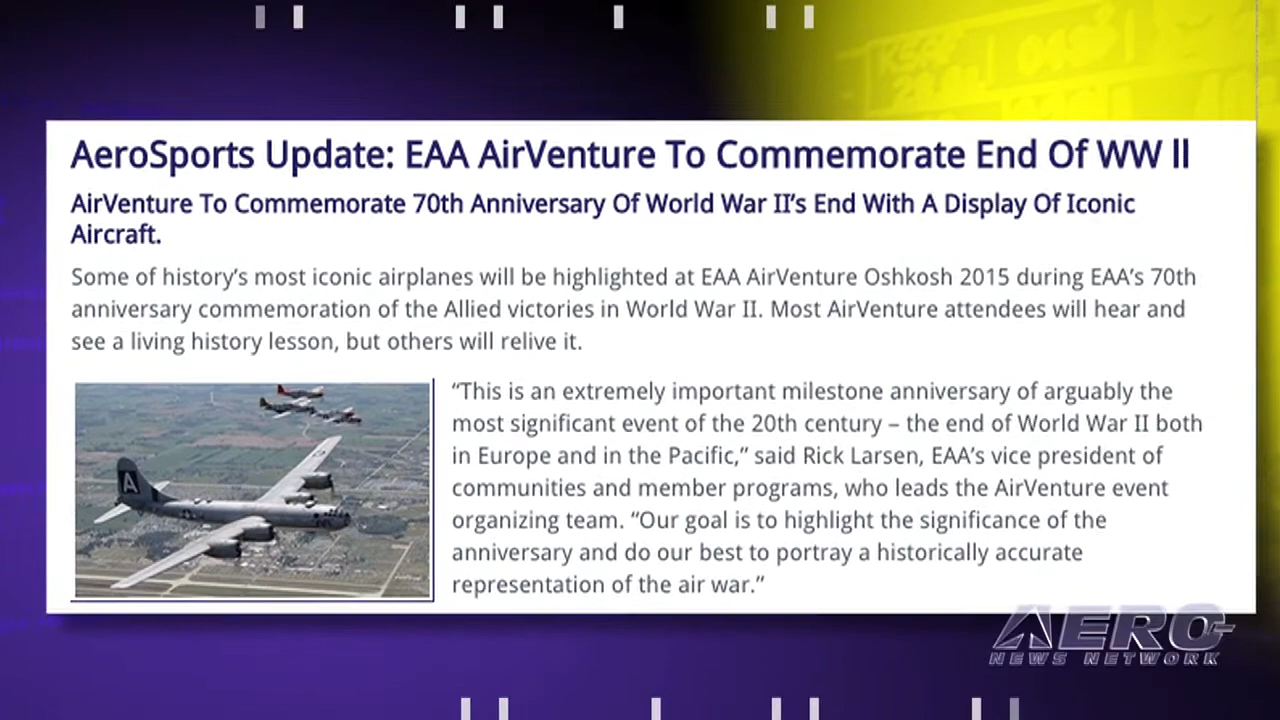 AeroSports Update: EAA AirVenture To Commemorate End Of WW ll
AirVenture To Commemorate 70th Anniversary Of World War II’s End With A Display Of Iconic
Aircraft.
Some of history’s most iconic airplanes will be highlighted at EAA AirVenture Oshkosh 2015 during EAA’s 70th
anniversary commemoration of the Allied victories in World War II. Most AirVenture attendees will hear and
see a living history lesson, but others will relive it.
“This is an extremely important milestone anniversary of arguably the
most significant event of the 20th century – the end of World War II both
in Europe and in the Pacific,” said Rick Larsen, EAA’s vice president of
communities and member programs, who leads the AirVenture event
organizing team. “Our goal is to highlight the significance of the
anniversary and do our best to portray a historically accurate
representation of the air war.”
A
AERO
NEWS NETWORK